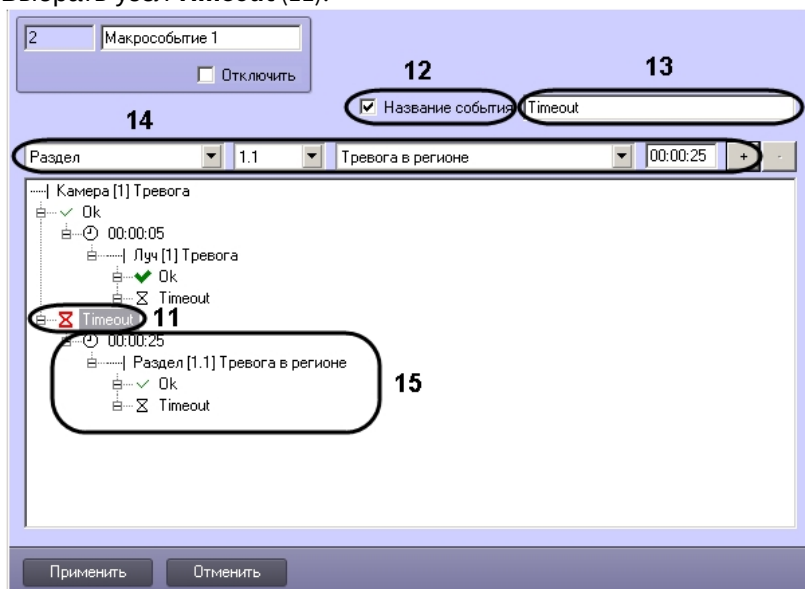 Выбрать узел Timeout (11).
2 Макрособытие 1
Отключить
12 13
Название события Timeout
14
Раздел 1.1 Тревога в регионе 00:00:25 + -
Камера [1] Тревога
Ok
00:00:05
Луч [1] Тревога
Ok
Timeout
Timeout 11
00:00:25
Раздел [1.1] Тревога в регионе
Ok 15
Timeout
Применить Отменить